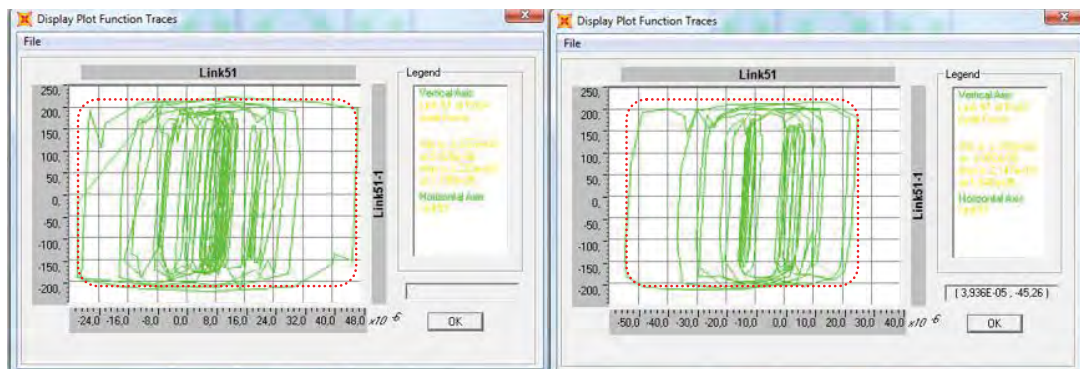 Display Plot Function Traces
File
Link51
Legend
250,
200,
150,
100,
50,
0,
-50,
-100,
-150,
-200,
Link51-1
Vertical Axis
Horizontal Axis
-24,0 -16,0 -8,0 0,0 8,0 16,0 24,0 32,0 40,0 48,0 x10 -6
OK
Display Plot Function Traces
File
Link51
Legend
250,
200,
150,
100,
50,
0,
-50,
-100,
-150,
-200,
Link51-1
Vertical Axis
Horizontal Axis
( 3,936E-05 , -45,26 )
-50,0 -40,0 -30,0 -20,0 -10,0 0,0 10,0 20,0 30,0 40,0 x10 -6
OK